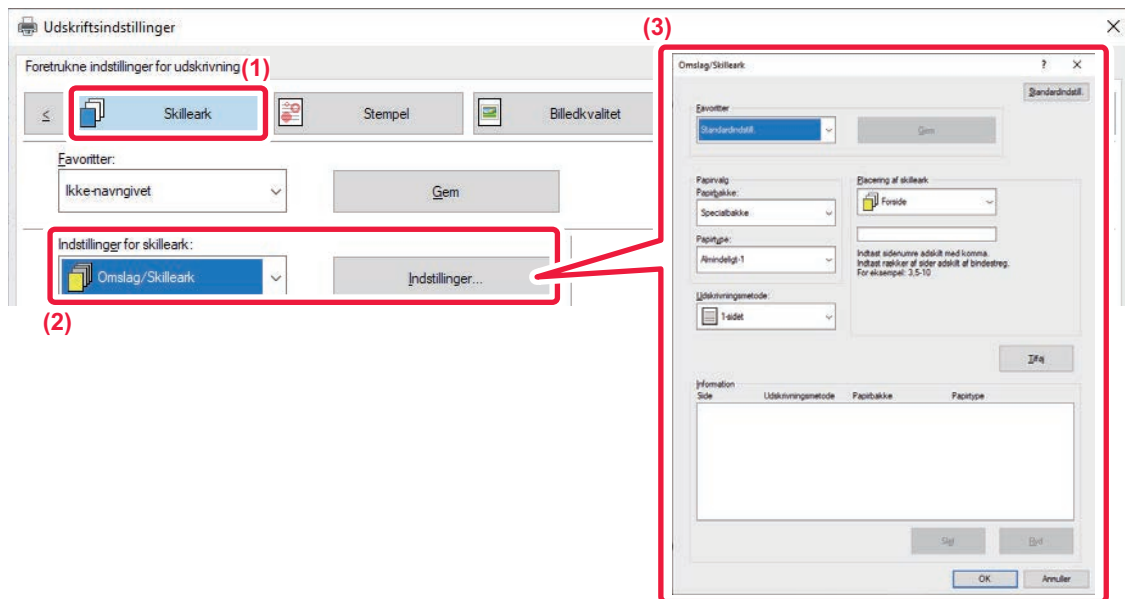 Udskriftsindstillinger
Foretrukne indstillinger for udskrivning
(1)
≤
Skilleark
Stempel
Billedkvalitet
Favoritter:
Ikke-navngivet
Gem
Indstillinger for skilleark:
Omslag/Skilleark
Indstillinger...
(2)
(3)
Omslag/Skilleark
?
Standardindstill.
Favoritter
Standardindstill.
Gem
Papirvalg
Papirbakke:
Specialbakke
Papirtype:
Almindeligt-1
Udskrivningsmetode:
1-sidet
Placering af skilleark
Forside
Indtast sidenumre adskilt med komma.
Indtast rækker af sider adskilt af bindestreg.
For eksempel: 3,5-10
Tilføj
Information
Side Udskrivningsmetode Papirbakke Papirtype
Slet
OK
Annuller